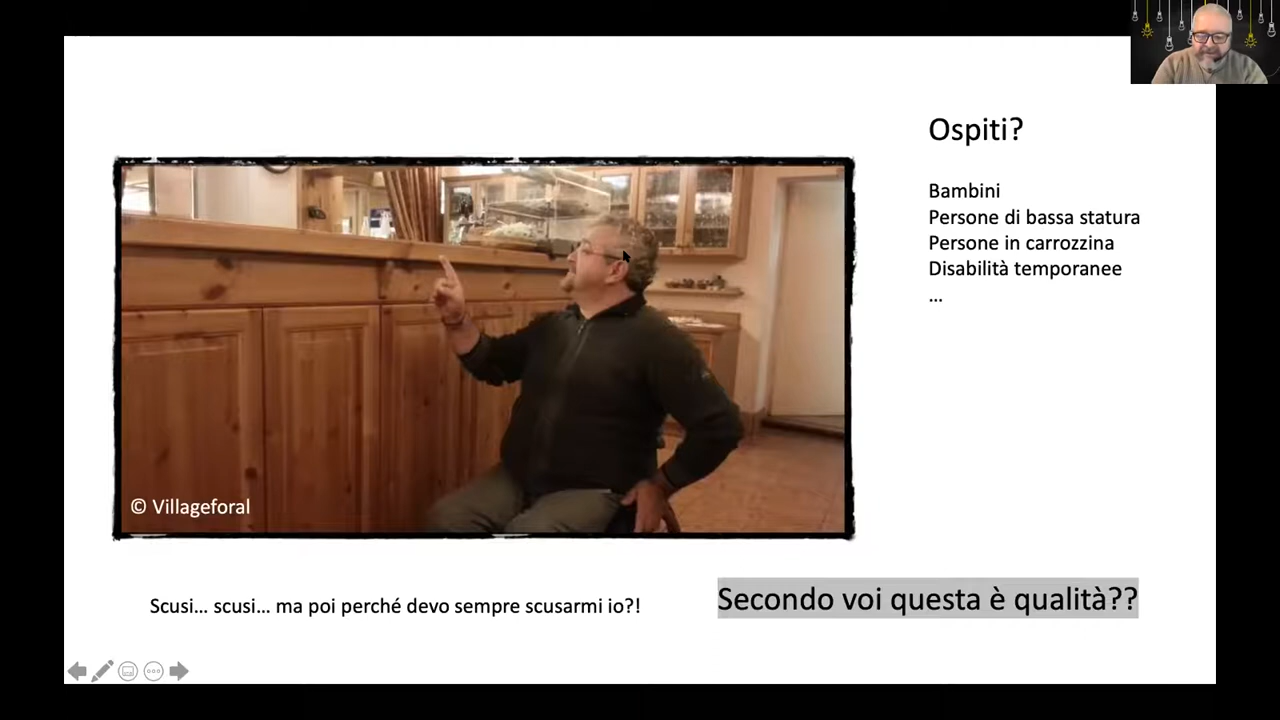 Ospiti?
Bambini
Persone di bassa statura
Persone in carrozzina
Disabilità temporanee
...
© Villageforal
Scusi... scusi... ma poi perché devo sempre scusarmi io?!
Secondo voi questa è qualità??